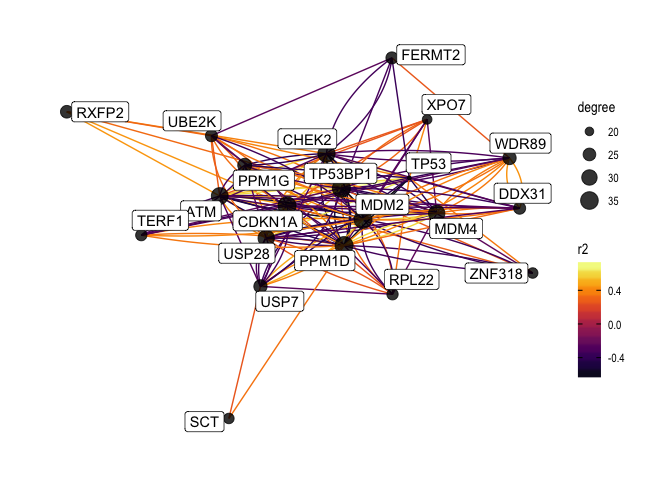 FERMT2
RXFP2
XPO7
UBE2K
CHEK2
WDR89
TP53
TP53BP1
PPM1G
DDX31
MDM2
ATM
TERF1
CDKN1A
MDM4
USP28
PPM1D
ZNF318
RPL22
USP7
SCT
degree
20
25
30
35
r2
0.4
0.0
-0.4